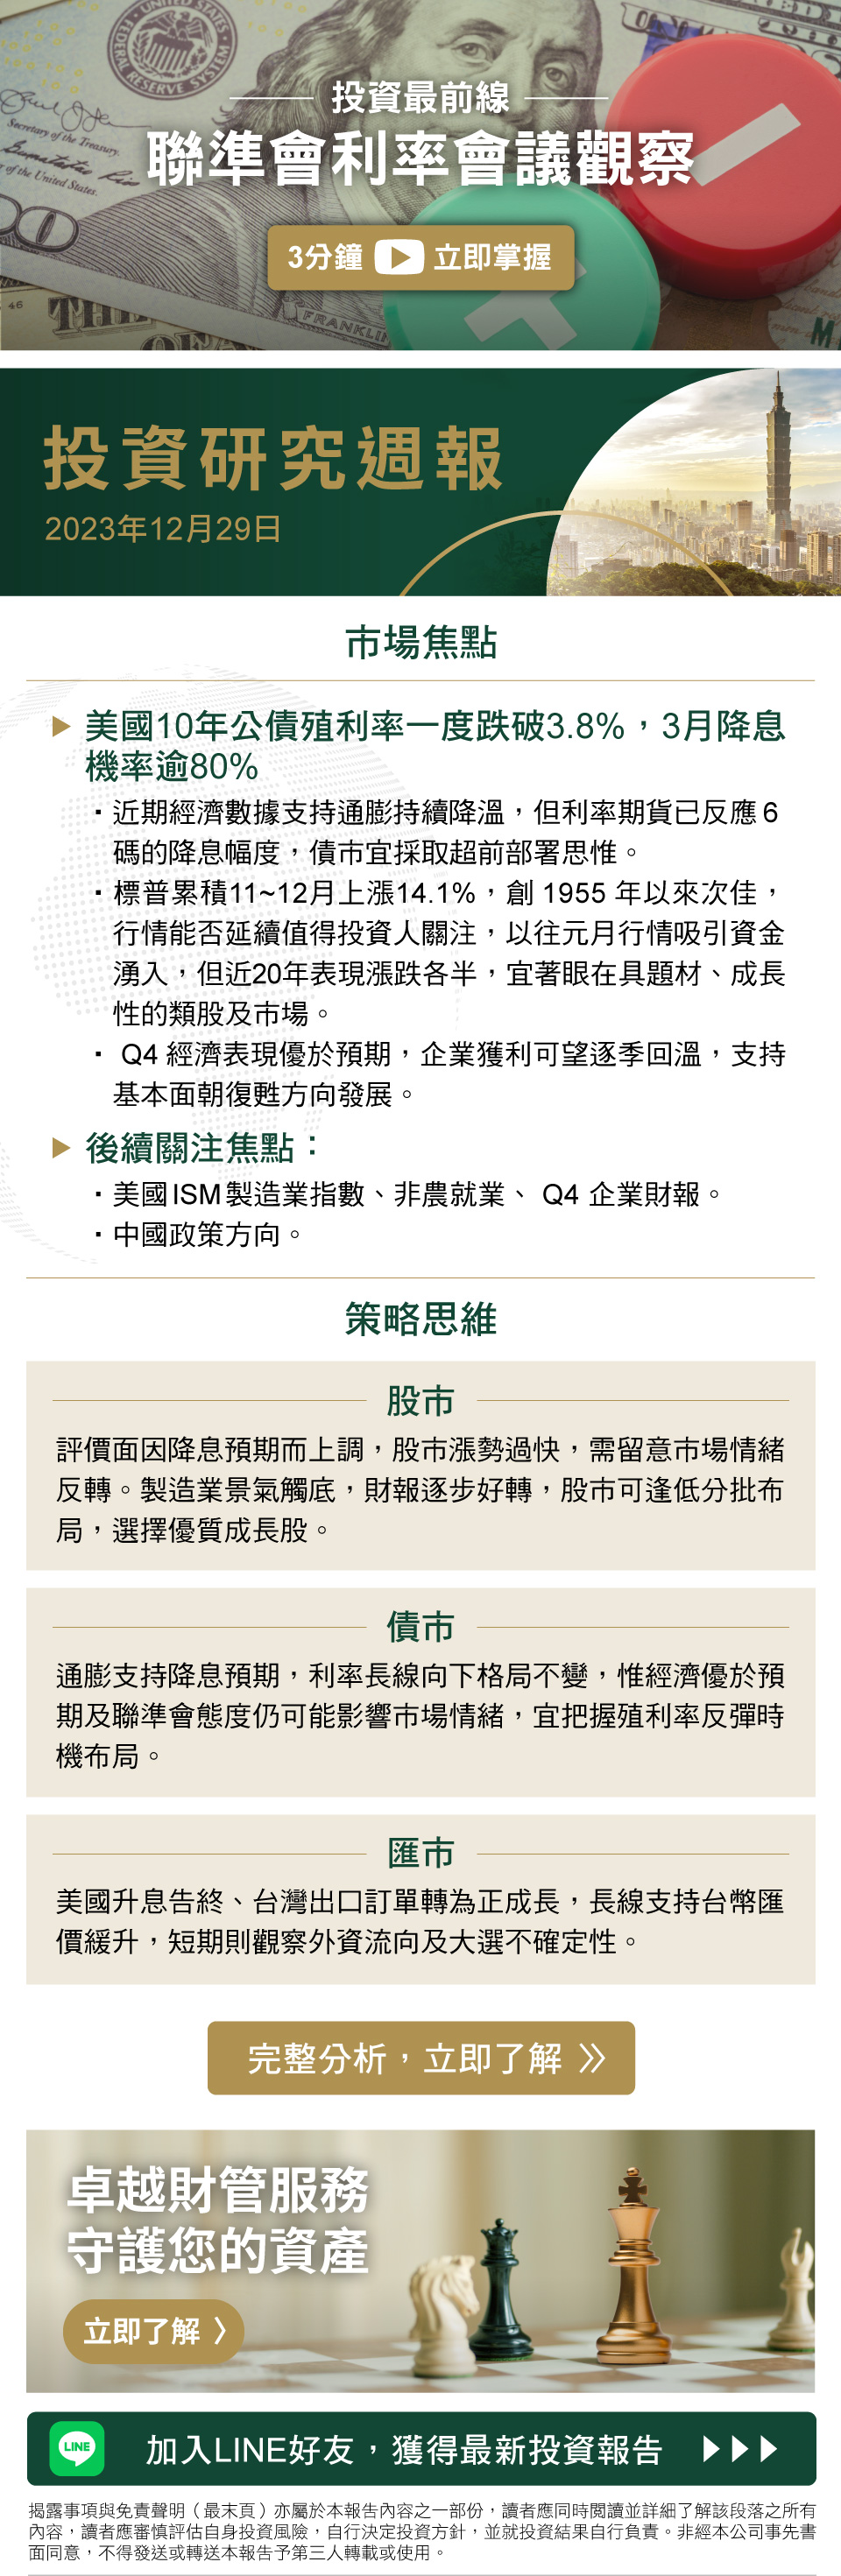 UNITED STATES
FEDERAL RESERVE SYSTEM
Secretary of the Treasury.
of the United States.
00
46
投資最前線
聯準會利率會議觀察
3分鐘 立即掌握
FRANKLIN
M
投資研究週報
2023年12月29日
市場焦點
美國10年公債殖利率一度跌破3.8%，3月降息
機率逾80%
・近期經濟數據支持通膨持續降溫，但利率期貨已反應 6
碼的降息幅度，債市宜採取超前部署思惟。
・標普累積11~12月上漲14.1%，創 1955 年以來次佳，
行情能否延續值得投資人關注，以往元月行情吸引資金
湧入，但近20年表現漲跌各半，宜著眼在具題材、成長
性的類股及市場。
・ Q4 經濟表現優於預期，企業獲利可望逐季回溫，支持
基本面朝復甦方向發展。
後續關注焦點：
・美國 ISM 製造業指數、非農就業、 Q4 企業財報。
・中國政策方向。
策略思維
股市
評價面因降息預期而上調，股市漲勢過快，需留意市場情緒
反轉。製造業景氣觸底，財報逐步好轉，股市可逢低分批布
局，選擇優質成長股。
債市
通膨支持降息預期，利率長線向下格局不變，惟經濟優於預
期及聯準會態度仍可能影響市場情緒，宜把握殖利率反彈時
機布局。
匯市
美國升息告終、台灣出口訂單轉為正成長，長線支持台幣匯
價緩升，短期則觀察外資流向及大選不確定性。
完整分析，立即了解
卓越財管服務
守護您的資產
立即了解
LINE
加入LINE好友，獲得最新投資報告
揭露事項與免責聲明（最末頁）亦屬於本報告內容之一部份，讀者應同時閱讀並詳細了解該段落之所有
內容，讀者應審慎評估自身投資風險，自行決定投資方針，並就投資結果自行負責。非經本公司事先書
面同意，不得發送或轉送本報告予第三人轉載或使用。